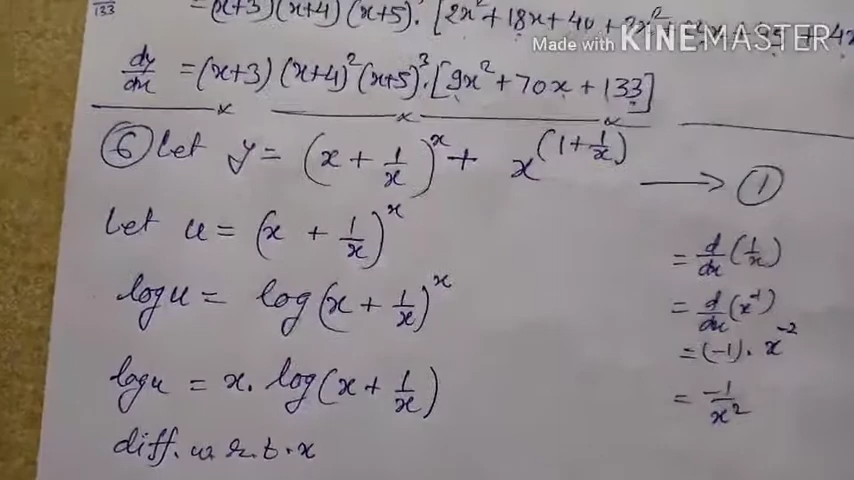 133
= (x+3)(x+4)(x+5)². [2x²+18x+40+
Made with KINEMASTER
dy/dx = (x+3)(x+4)²(x+5)³.[9x²+70x+133]
⑥ Let y = (x + 1/x)^x + x^(1+1/x) → ①
Let u = (x + 1/x)^x
= d/dx (1/x)
log u = log (x + 1/x)^x
= d/dx (x⁻¹)
= (-1). x⁻²
log u = x. log (x + 1/x)
= -1/x²
diff. w.r.t. x